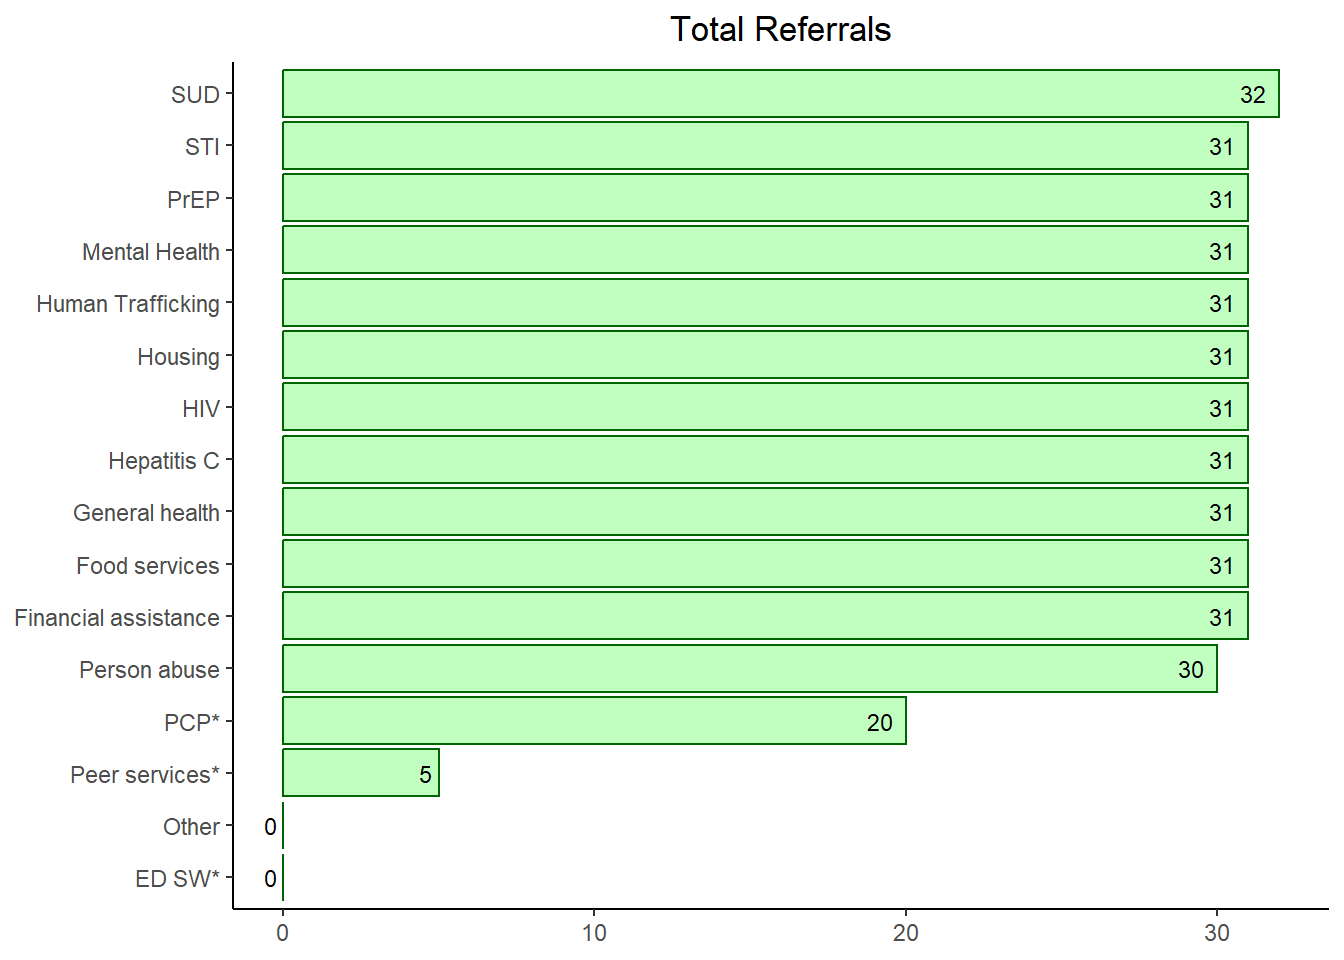 Total Referrals
SUD 32
STI 31
PrEP 31
Mental Health 31
Human Trafficking 31
Housing 31
HIV 31
Hepatitis C 31
General health 31
Food services 31
Financial assistance 31
Person abuse 30
PCP* 20
Peer services* 5
Other 0
ED SW* 0
0 10 20 30